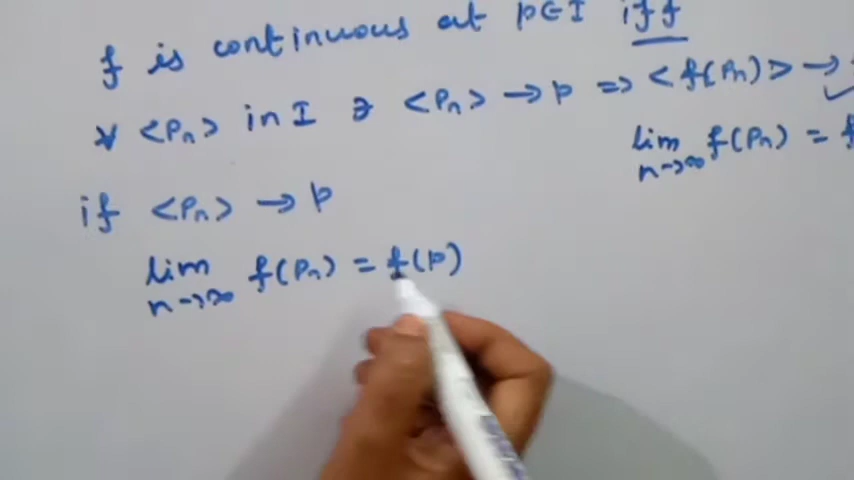 f is continuous at p∈I iff
∀ <Pn> in I ∋ <Pn> → p => <f(Pn)> →
lim f(Pn) = f
n→∞
if <Pn> → p
lim f(Pn) = f(p)
n→∞